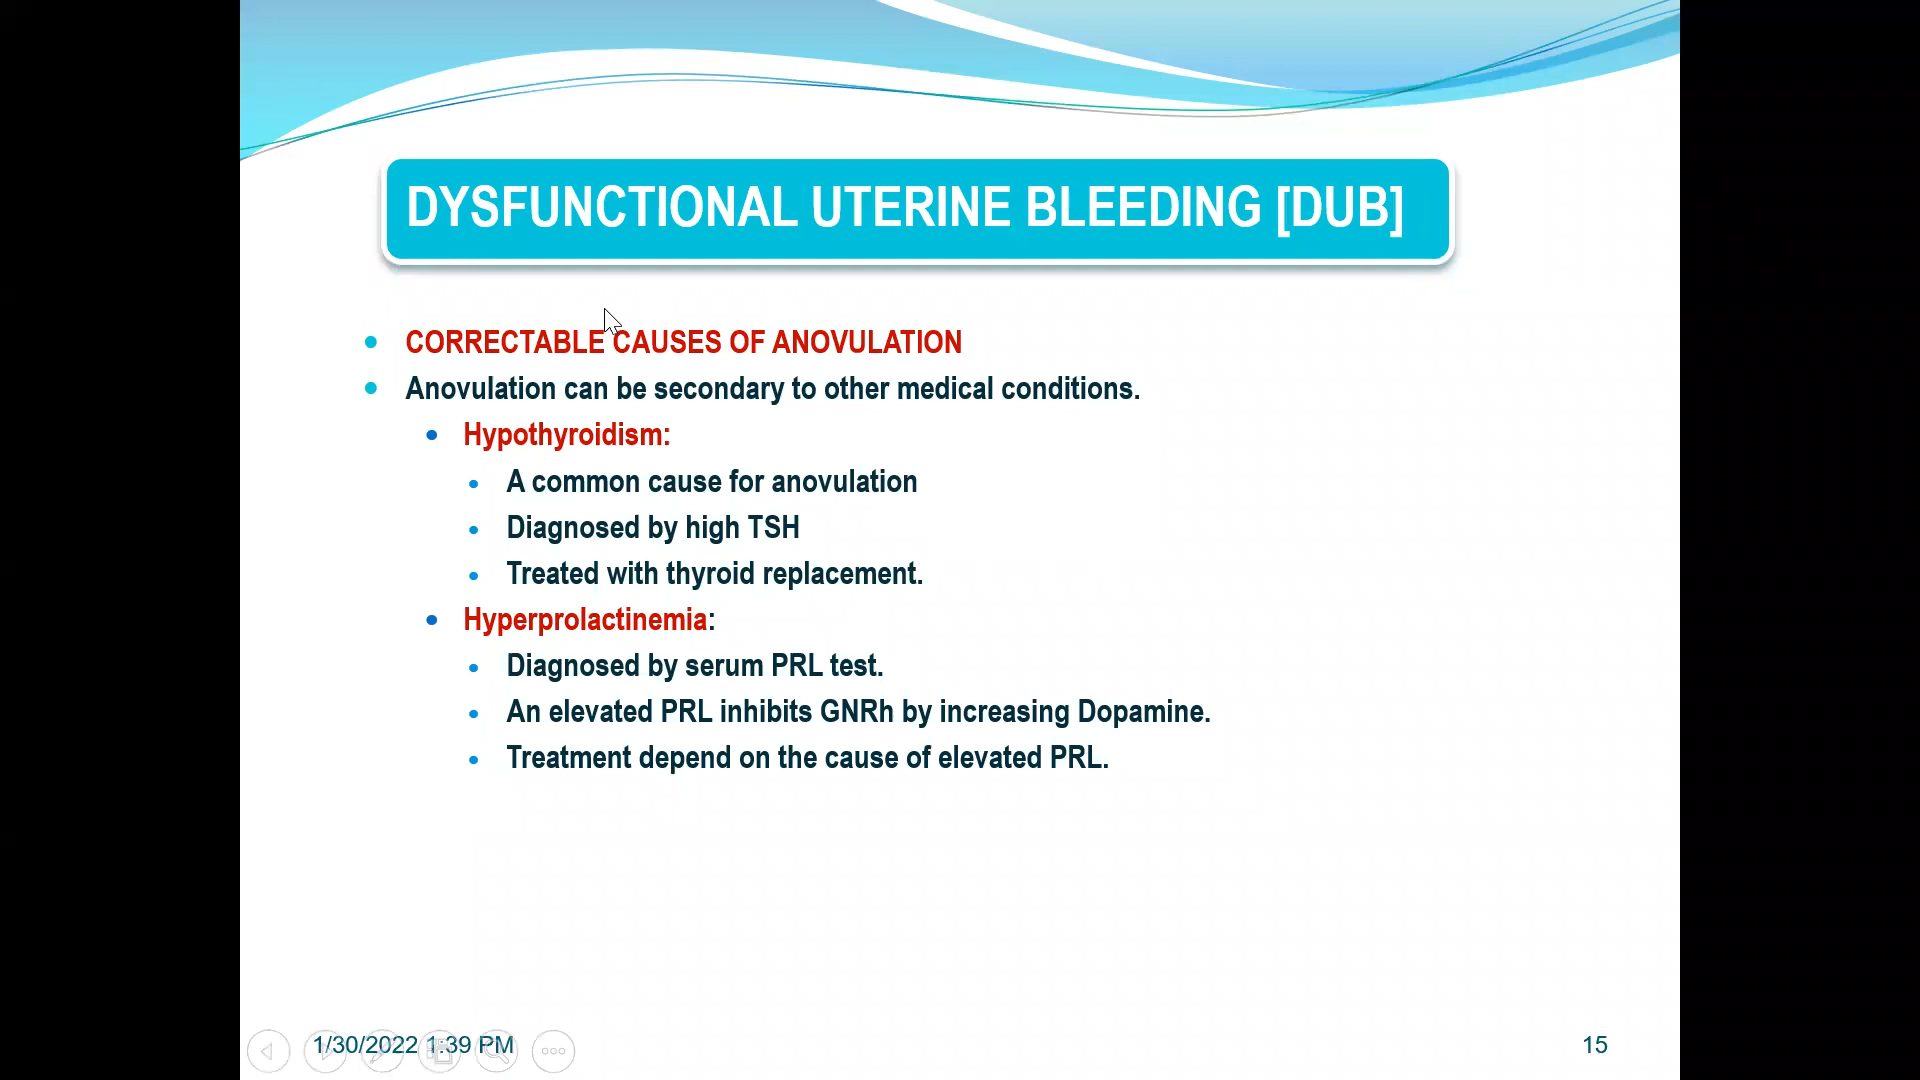 DYSFUNCTIONAL UTERINE BLEEDING [DUB]
CORRECTABLE CAUSES OF ANOVULATION
Anovulation can be secondary to other medical conditions.
Hypothyroidism:
A common cause for anovulation
Diagnosed by high TSH
Treated with thyroid replacement.
Hyperprolactinemia:
Diagnosed by serum PRL test.
An elevated PRL inhibits GNRh by increasing Dopamine.
Treatment depend on the cause of elevated PRL.
1/30/2022 1:39 PM
15